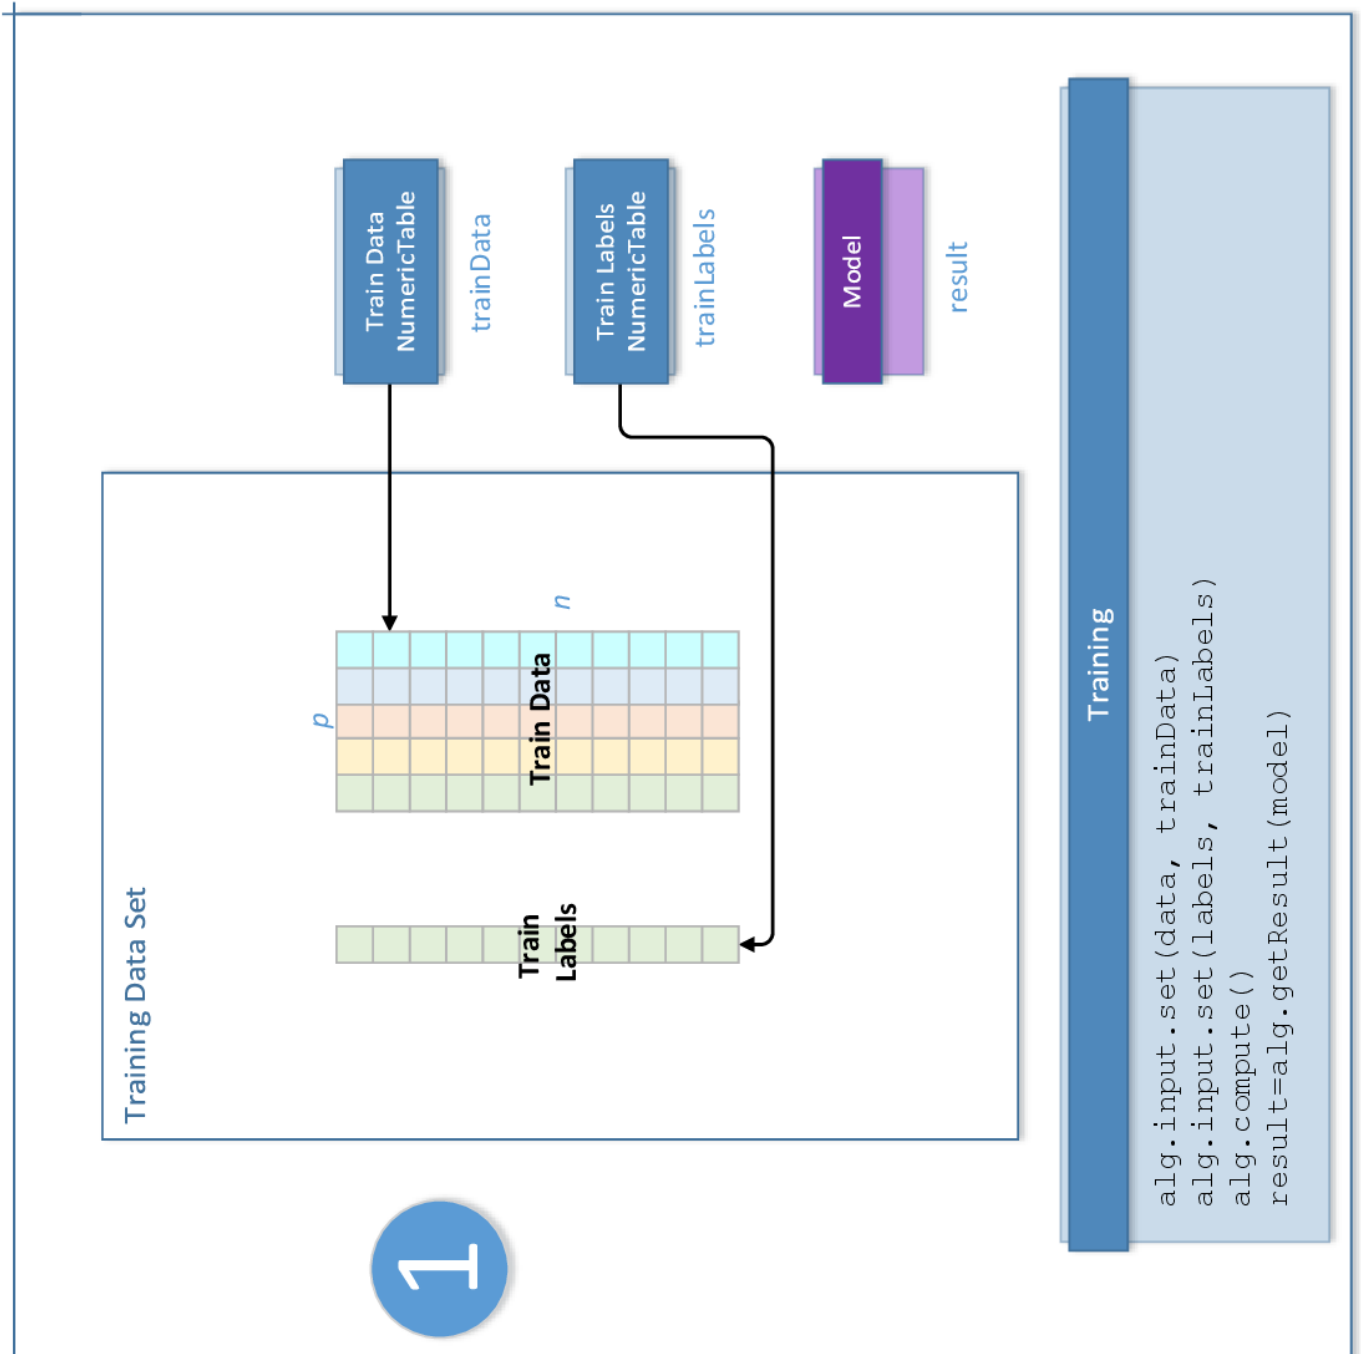 1
Training Data Set
Train
Labels
p
Train Data
n
Train Data
NumericTable
trainData
Train Labels
NumericTable
trainLabels
Model
result
Training
alg.input.set(data, trainData)
alg.input.set(labels, trainLabels)
alg.compute()
result=alg.getResult(model)